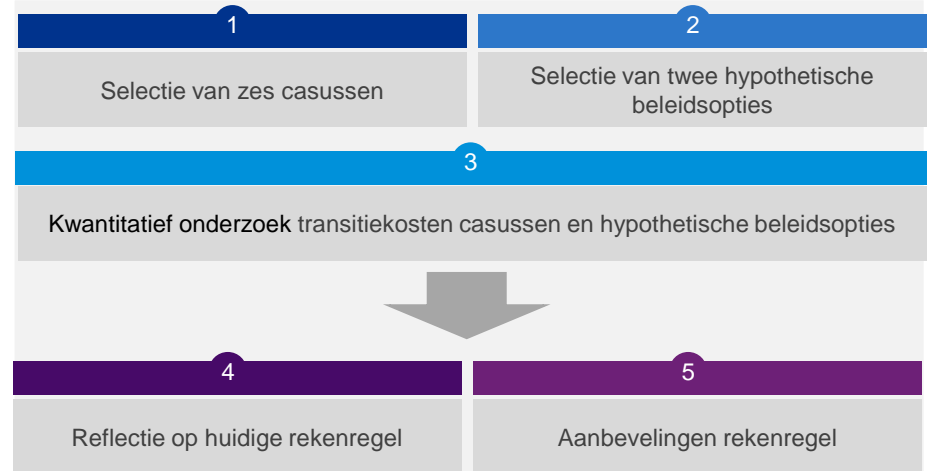 1
2
Selectie van zes casussen
Selectie van twee hypothetische
beleidsopties
3
Kwantitatief onderzoek transitiekosten casussen en hypothetische beleidsopties
4
5
Reflectie op huidige rekenregel
Aanbevelingen rekenregel